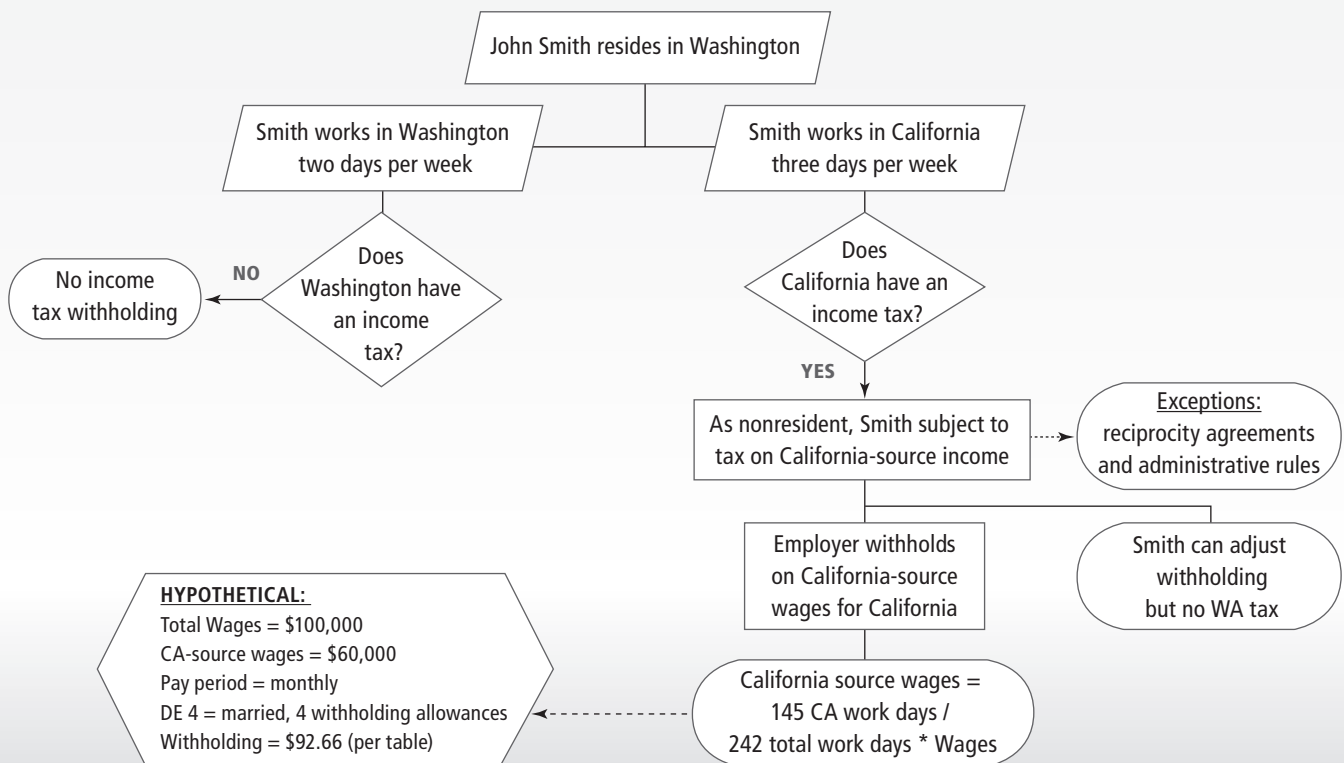 John Smith resides in Washington
Smith works in Washington
two days per week
Smith works in California
three days per week
Does
Washington have
an income
tax?
NO
No income
tax withholding
Does
California have an
income tax?
YES
As nonresident, Smith subject to
tax on California-source income
Exceptions:
reciprocity agreements
and administrative rules
Employer withholds
on California-source
wages for California
Smith can adjust
withholding
but no WA tax
California source wages =
145 CA work days /
242 total work days * Wages
HYPOTHETICAL:
Total Wages = $100,000
CA-source wages = $60,000
Pay period = monthly
DE 4 = married, 4 withholding allowances
Withholding = $92.66 (per table)